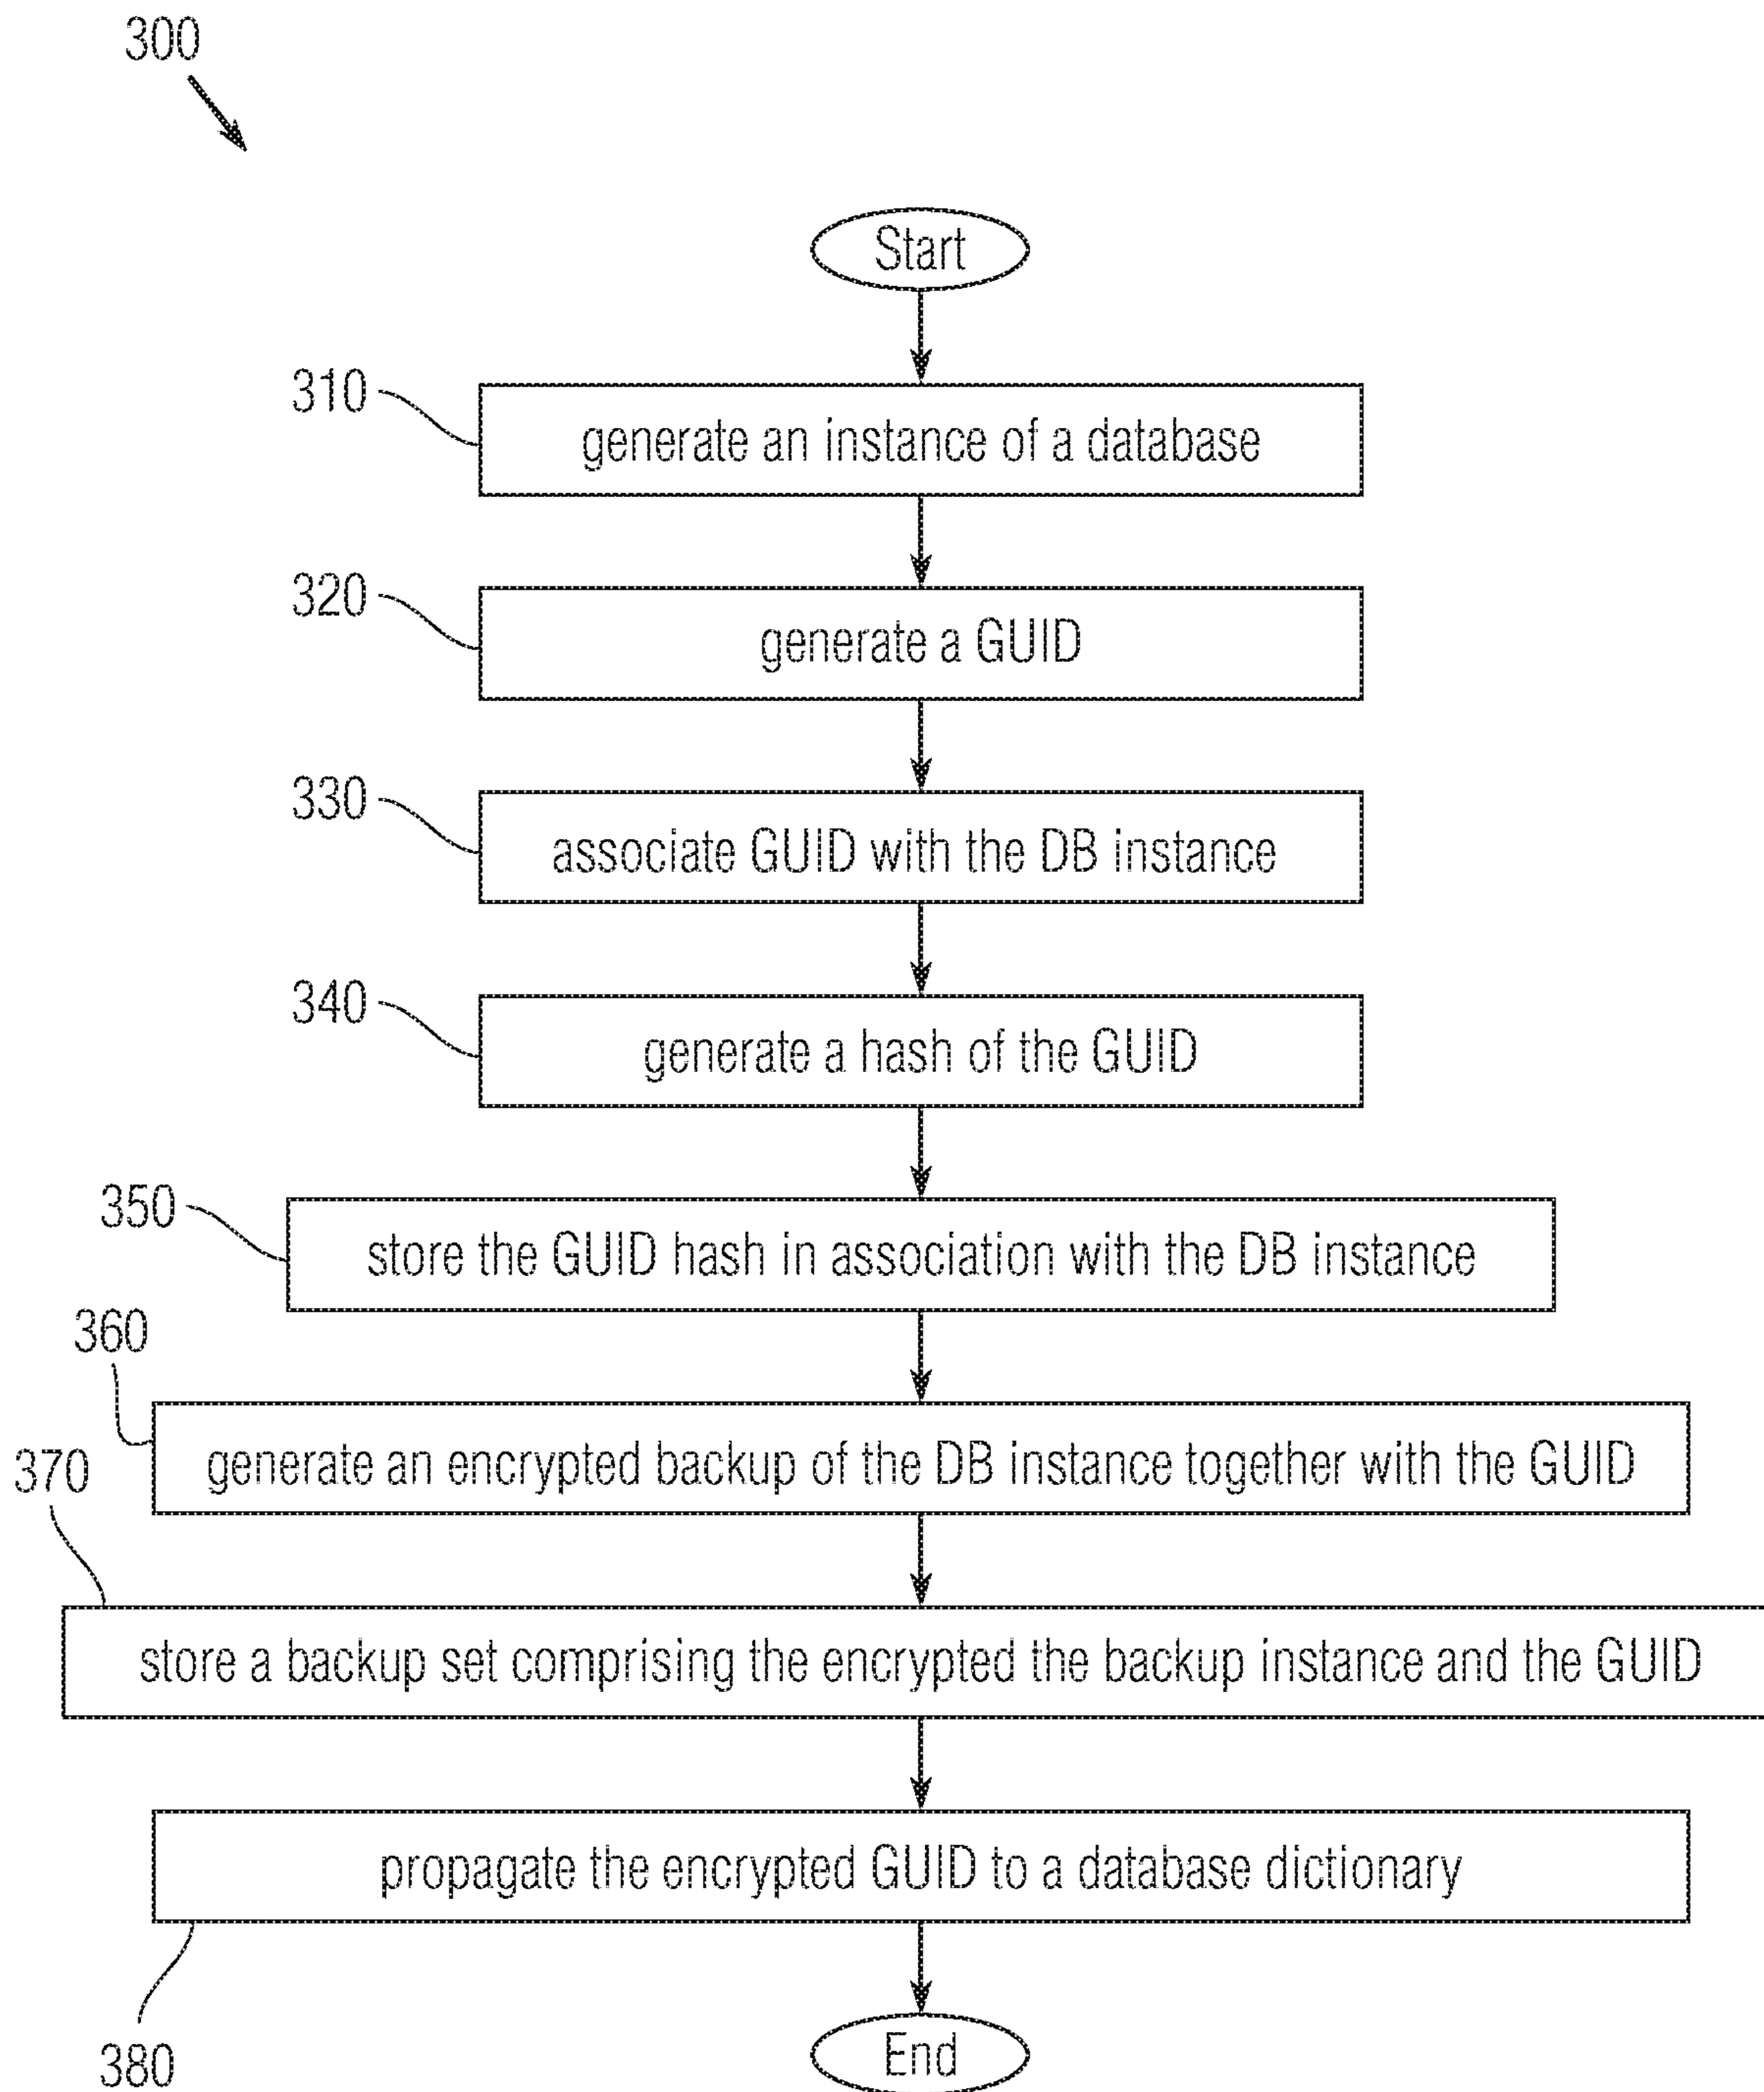 300
Start
310
generate an instance of a database
320
generate a GUID
330
associate GUID with the DB instance
340
generate a hash of the GUID
350
store the GUID hash in association with the DB instance
360
generate an encrypted backup of the DB instance together with the GUID
370
store a backup set comprising the encrypted the backup instance and the GUID
propagate the encrypted GUID to a database dictionary
380
End